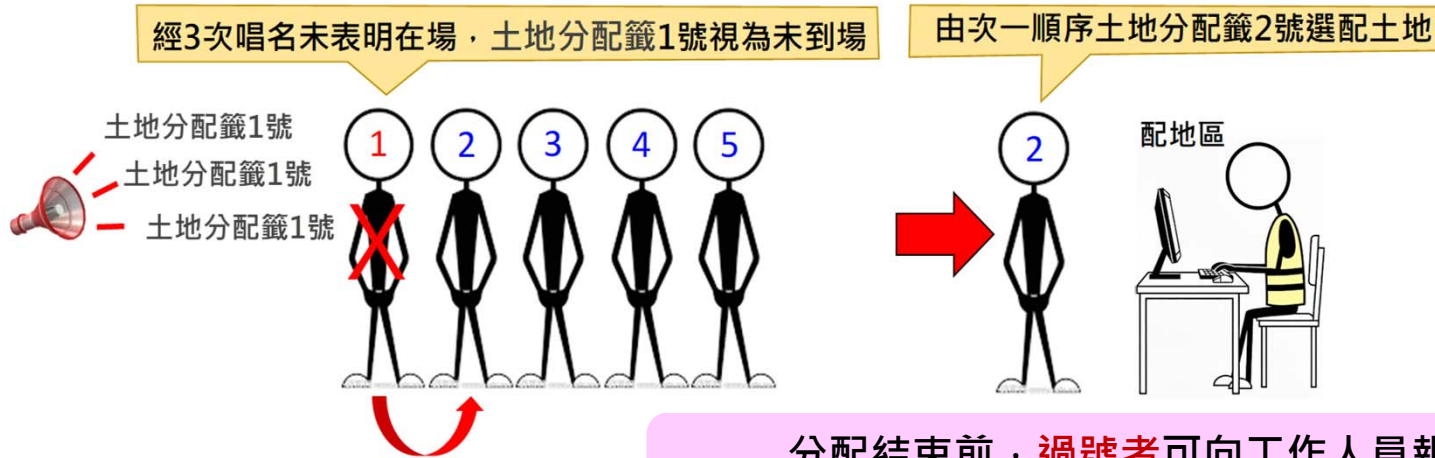 經3次唱名未表明在場，土地分配籤1號視為未到場
由次一順序土地分配籤2號選配土地
土地分配籤1號
土地分配籤1號
土地分配籤1號
1 2 3 4 5
2
配地區
分配結束前，過號者可向工作人員報